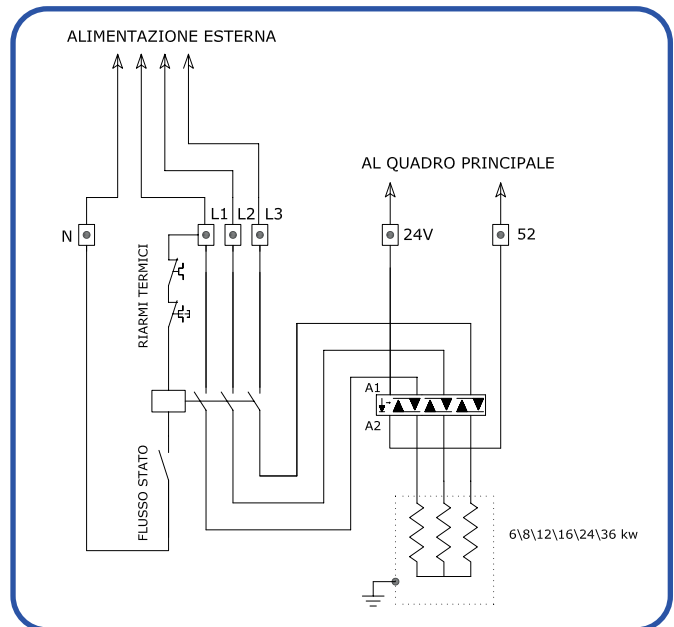 ALIMENTAZIONE ESTERNA
AL QUADRO PRINCIPALE
L1 L2 L3
N
24V
52
RIARMI TERMICI
A1
A2
FLUSSO STATO
6\8\12\16\24\36 kw